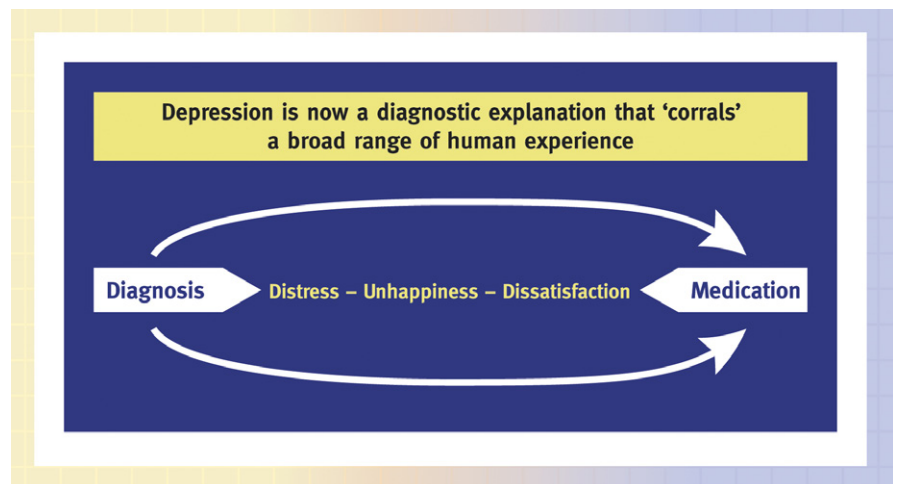 Depression is now a diagnostic explanation that ‘corrals’
a broad range of human experience
Diagnosis
Distress – Unhappiness – Dissatisfaction
Medication